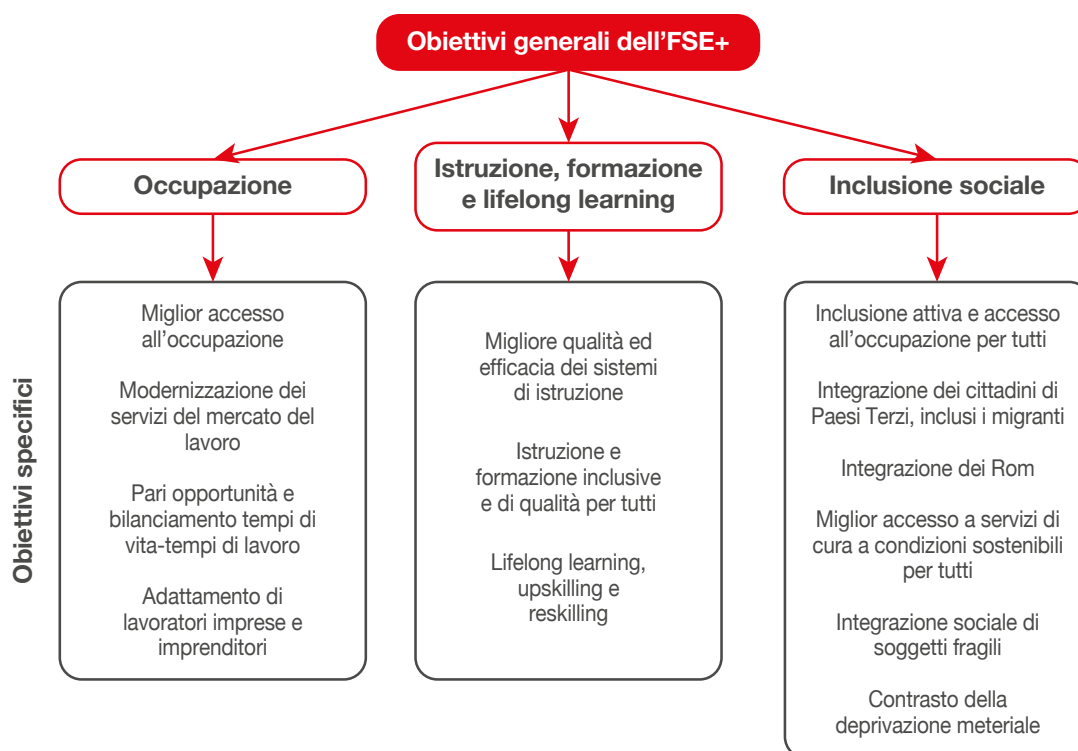 Obiettivi generali dell'FSE+
Occupazione
Istruzione, formazione
e lifelong learning
Inclusione sociale
Obiettivi specifici
Miglior accesso
all'occupazione
Modernizzazione dei
servizi del mercato del
lavoro
Pari opportunità e
bilanciamento tempi di
vita-tempi di lavoro
Adattamento di
lavoratori imprese e
imprenditori
Migliore qualità ed
efficacia dei sistemi
di istruzione
Istruzione e
formazione inclusive
e di qualità per tutti
Lifelong learning,
upskilling e
reskilling
Inclusione attiva e accesso
all'occupazione per tutti
Integrazione dei cittadini di
Paesi Terzi, inclusi i migranti
Integrazione dei Rom
Miglior accesso a servizi di
cura a condizioni sostenibili
per tutti
Integrazione sociale di
soggetti fragili
Contrasto della
deprivazione meteriale